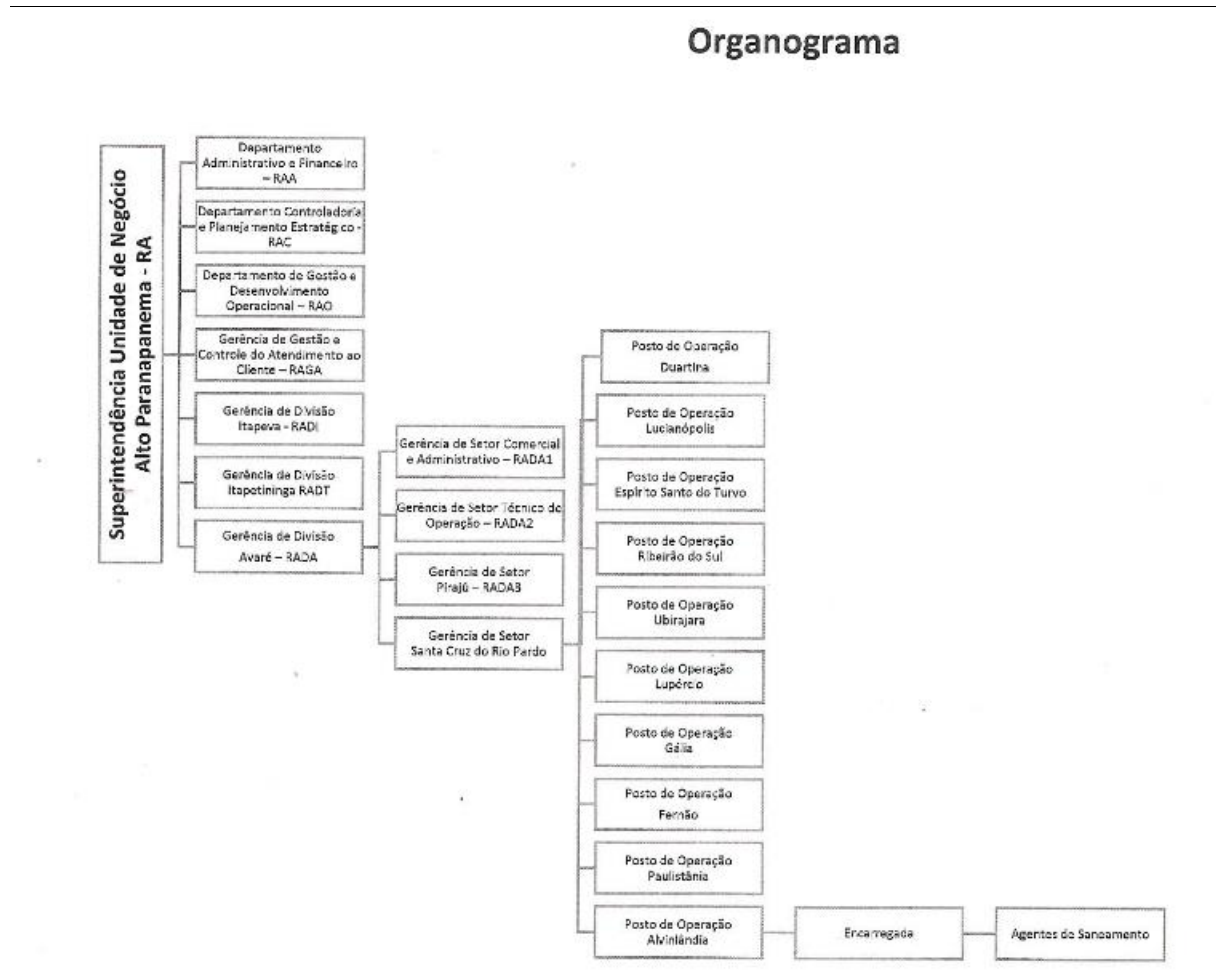 Organograma
Superintendência Unidade de Negócio
Alto Paranapanema - RA
Departamento
Administrativo e Financeiro
– RAA
Departamento Controladoria
e Planejamento Estratégico -
RAC
Departamento de Gestão e
Desenvolvimento
Operacional – RAO
Gerência de Gestão e
Controle do Atendimento ao
Cliente – RAGA
Gerência de Divisão
Itapeva - RADI
Gerência de Divisão
Itapetininga RADT
Gerência de Divisão
Avaré – RADA
Gerência de Setor Comercial
e Administrativo – RADA1
Gerência de Setor Técnico de
Operação – RADA2
Gerência de Setor
Pirajú – RADA3
Gerência de Setor
Santa Cruz do Rio Pardo
Posto de Operação
Duartina
Posto de Operação
Lucianópolis
Posto de Operação
Espírito Santo do Turvo
Posto de Operação
Ribeirão do Sul
Posto de Operação
Ubirajara
Posto de Operação
Lupércio
Posto de Operação
Gália
Posto de Operação
Fernão
Posto de Operação
Paulistânia
Posto de Operação
Alvinlândia
Encarregada
Agentes de Saneamento